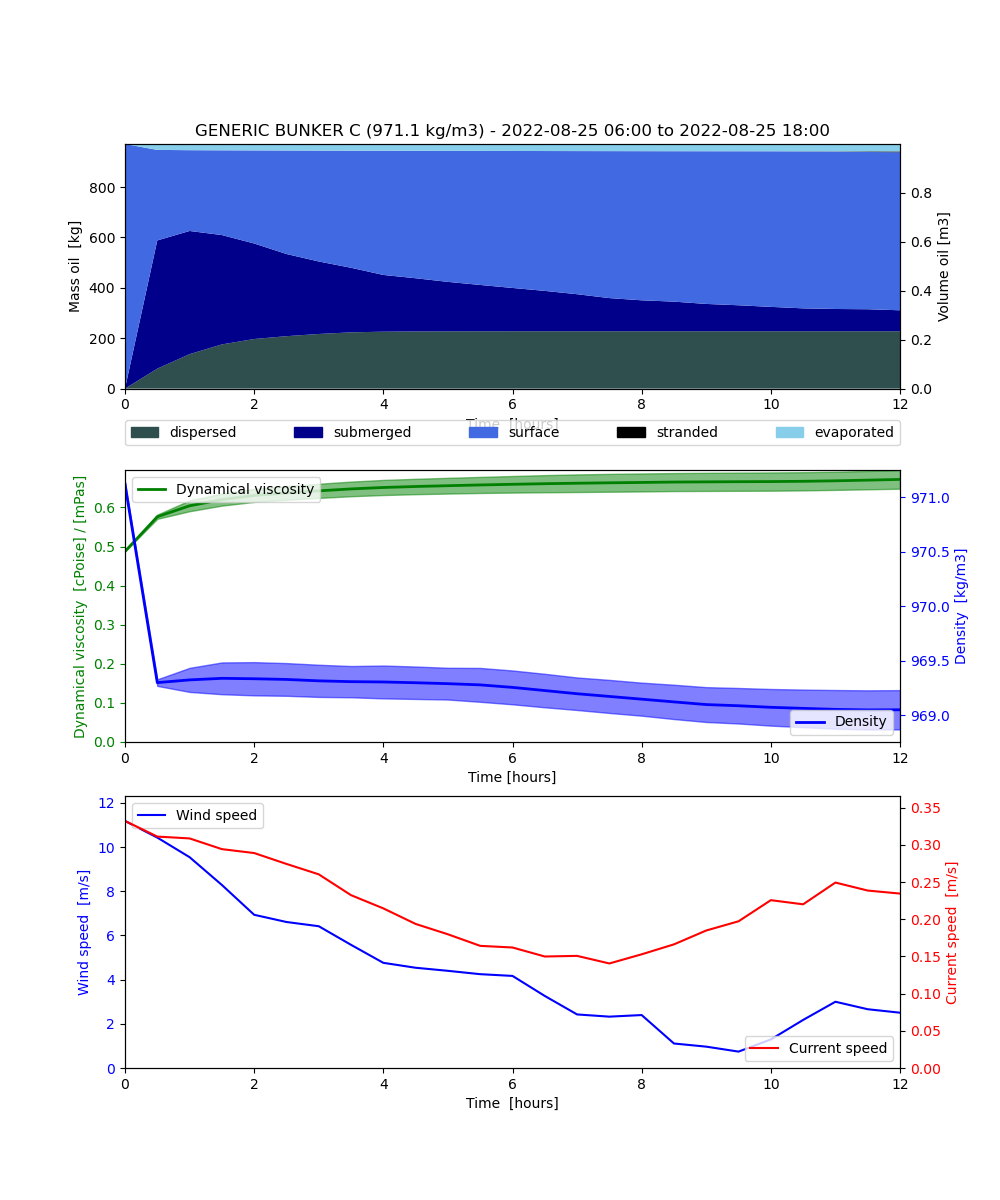 GENERIC BUNKER C (971.1 kg/m3) - 2022-08-25 06:00 to 2022-08-25 18:00
Mass oil [kg]
800
600
400
200
0
0.8
0.6
0.4
0.2
0.0
Volume oil [m3]
0 2 4 6 8 10 12
Time [hours]
dispersed submerged surface stranded evaporated
Dynamical viscosity [cPoise] / [mPas]
0.6
0.5
0.4
0.3
0.2
0.1
0.0
Dynamical viscosity
971.0
970.5
970.0
969.5
969.0
Density [kg/m3]
Density
0 2 4 6 8 10 12
Time [hours]
Wind speed [m/s]
12
10
8
6
4
2
0
Wind speed
0.35
0.30
0.25
0.20
0.15
0.10
0.05
0.00
Current speed [m/s]
Current speed
0 2 4 6 8 10 12
Time [hours]